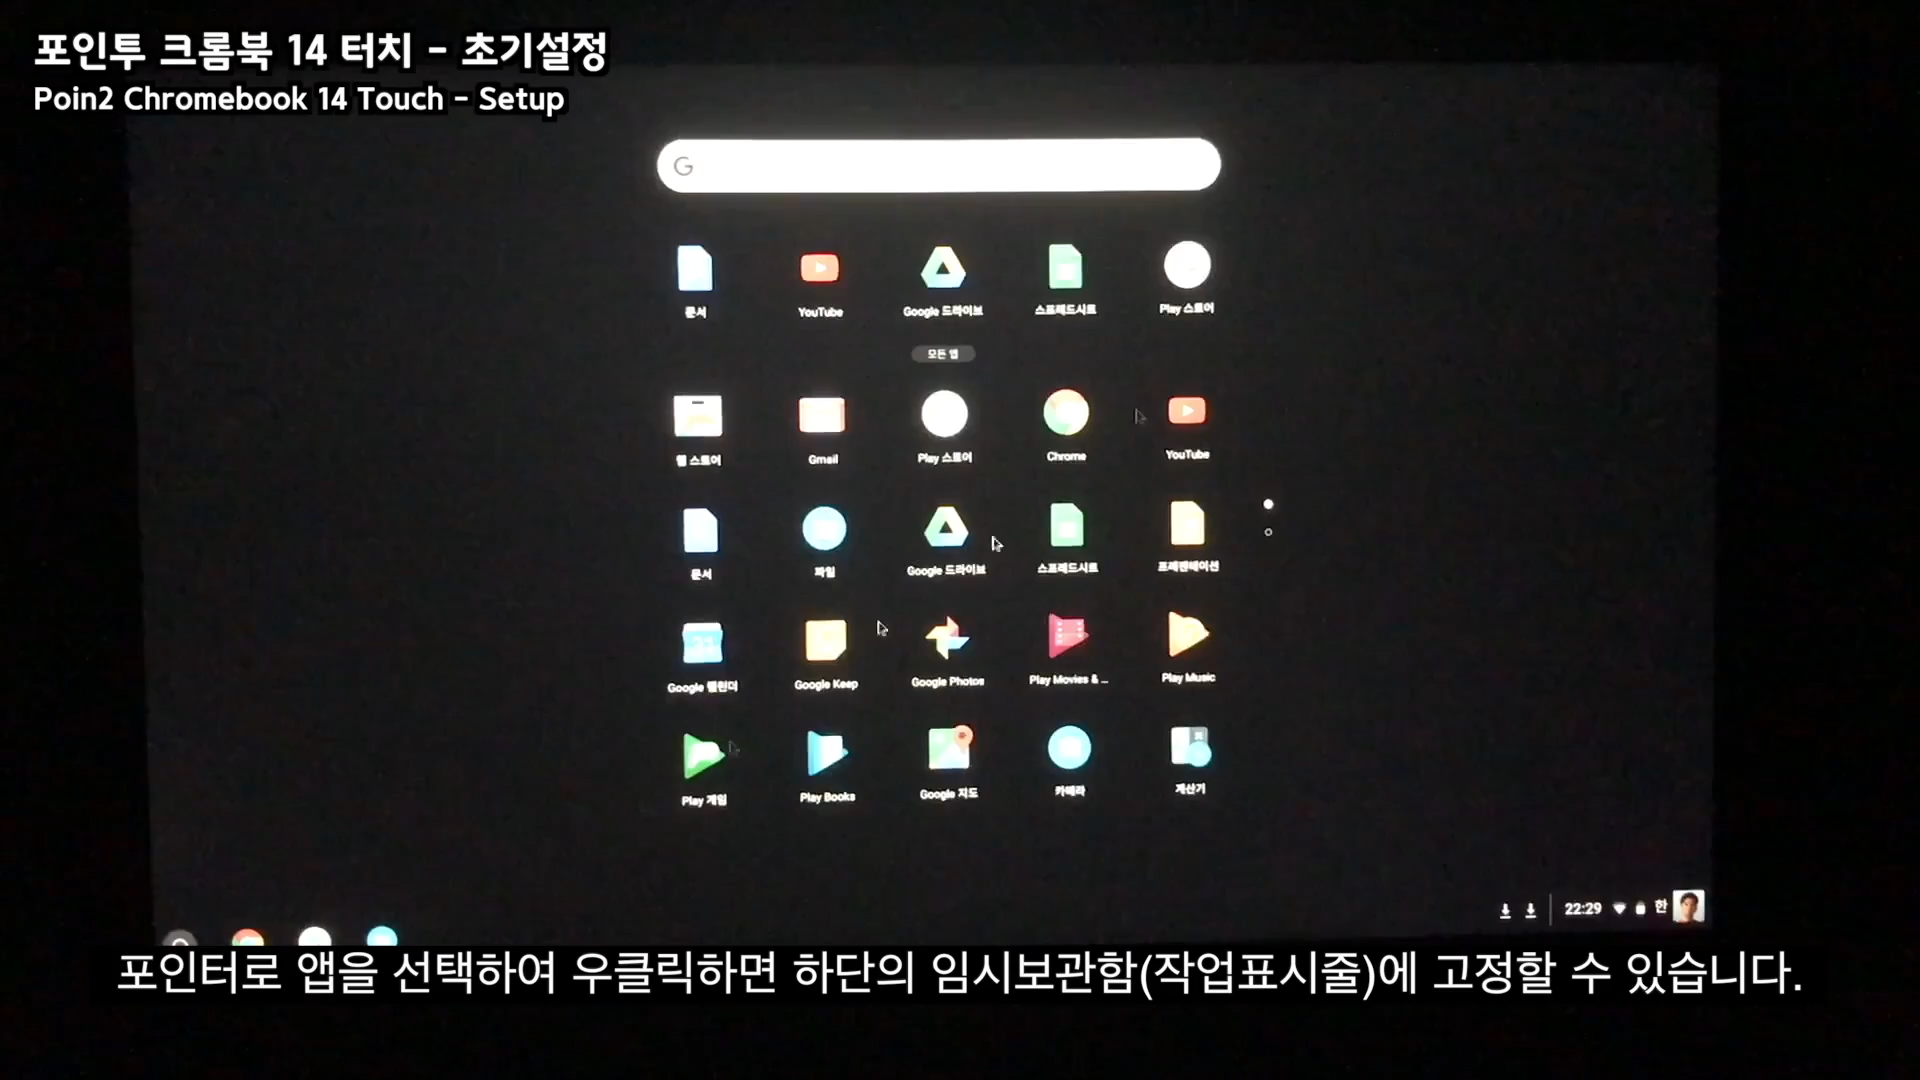 포인투 크롬북 14 터치 - 초기설정
Poin2 Chromebook 14 Touch - Setup
G
문서
YouTube
Google 드라이브
스프레드시트
Play 스토어
모든 앱
웹 스토어
Gmail
Play 스토어
Chrome
YouTube
문서
파일
Google 드라이브
스프레드시트
프레젠테이션
Google 캘린더
Google Keep
Google Photos
Play Movies & ...
Play Music
Play 게임
Play Books
Google 지도
카메라
계산기
22:29
한
포인터로 앱을 선택하여 우클릭하면 하단의 임시보관함(작업표시줄)에 고정할 수 있습니다.